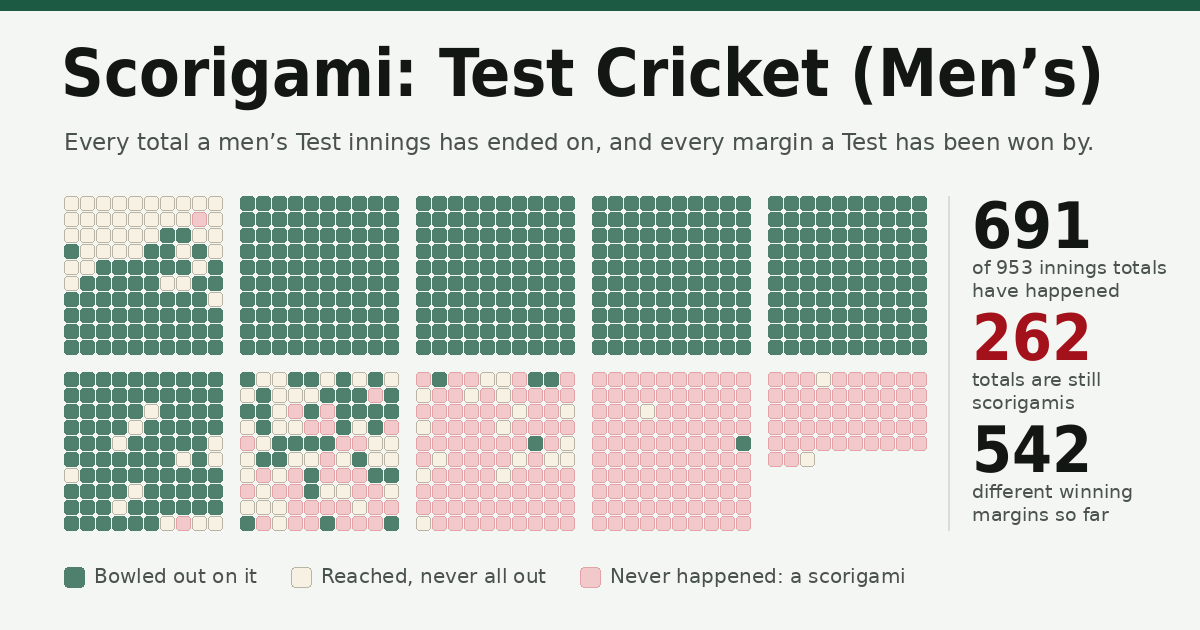 Scorigami: Test Cricket (Men’s)
Every total a men’s Test innings has ended on, and every margin a Test has been won by.
691
of 953 innings totals
have happened
262
totals are still
scorigamis
542
different winning
margins so far
Bowled out on it
Reached, never all out
Never happened: a scorigami